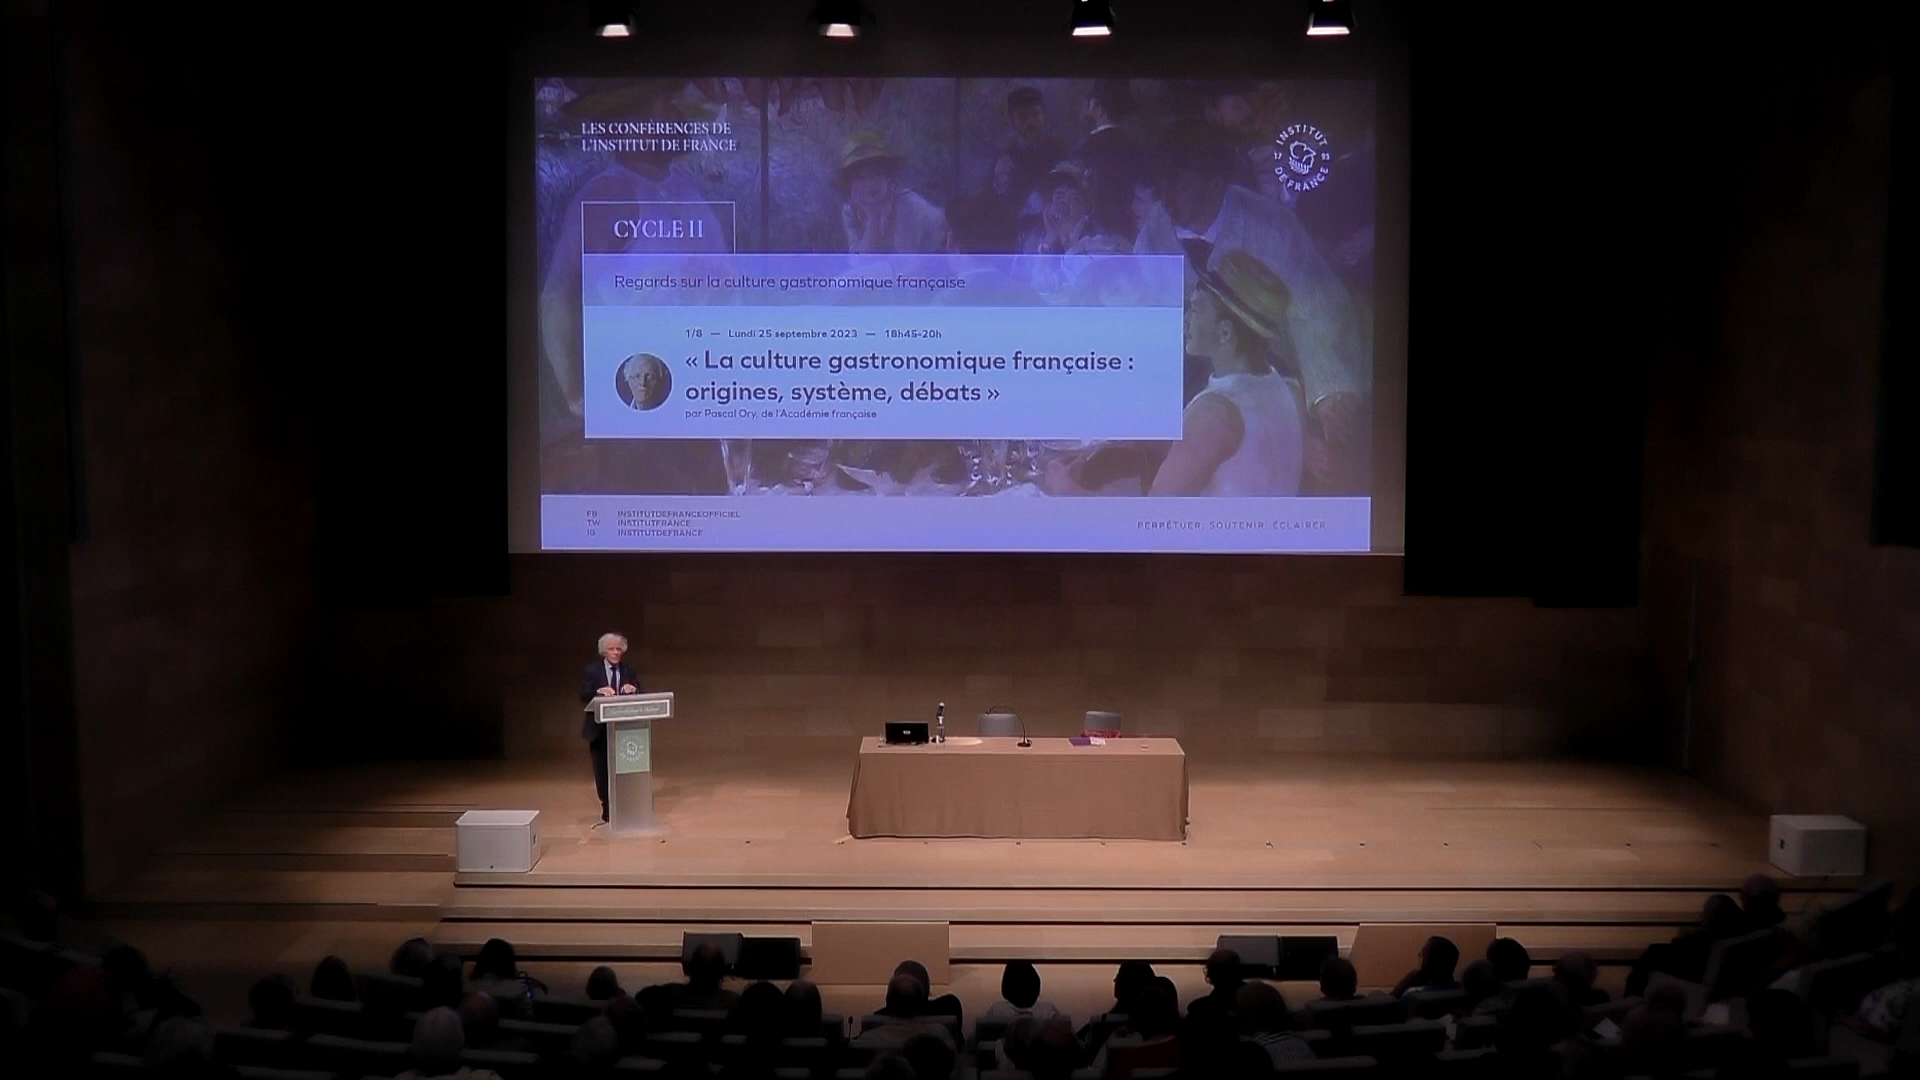 LES CONFÉRENCES DE
L'INSTITUT DE FRANCE
INSTITUT
17 95
DE FRANCE
CYCLE II
Regards sur la culture gastronomique française
1/8 — Lundi 25 septembre 2023 — 18h45-20h
« La culture gastronomique française :
origines, système, débats »
par Pascal Ory, de l'Académie française
FB INSTITUTDEFRANCEOFFICIEL
TW INSTITUTFRANCE
IG INSTITUTDEFRANCE
PERPÉTUER, SOUTENIR, ÉCLAIRER